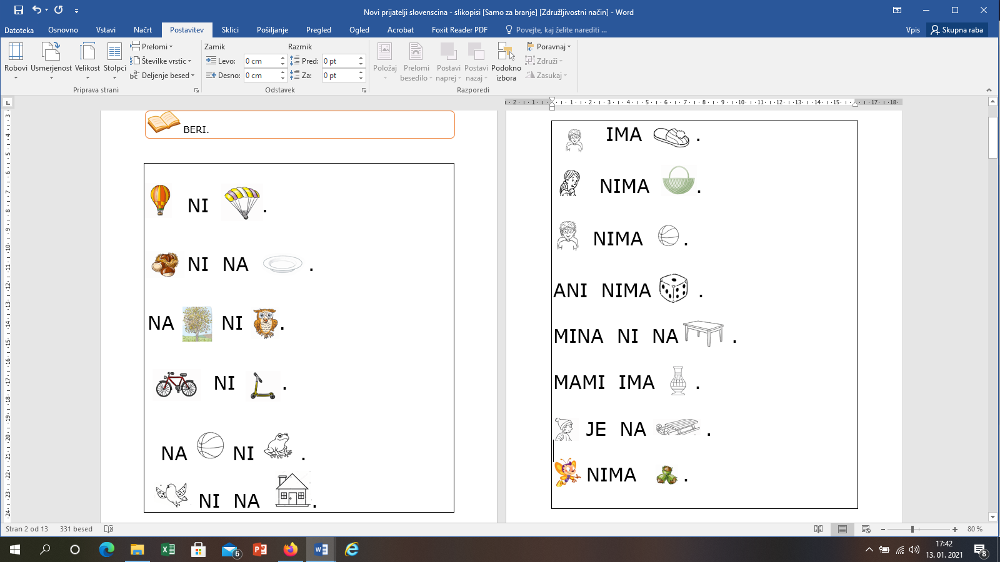 Novi prijatelji slovenscina - slikopisi [Samo za branje] [Združljivostni način] - Word
Datoteka Osnovno Vstavi Načrt Postavitev Sklici Pošiljanje Pregled Ogled Acrobat Foxit Reader PDF Povejte, kaj želite narediti ... Vpis Skupna raba
Robovi Usmerjenost Velikost Stolpci
Prelomi
Številke vrstic
Deljenje besed
Priprava strani
Zamik Razmik
Levo: 0 cm Pred: 0 pt
Desno: 0 cm Za: 0 pt
Odstavek
Položaj Prelomi besedilo Postavi naprej Postavi nazaj Podokno izbora
Poravnaj
Združi
Zasukaj
Razporedi
BERI.
NI .
NI NA .
NA NI .
NI .
NA NI .
NI NA .
IMA .
NIMA .
NIMA .
ANI NIMA .
MINA NI NA .
MAMI IMA .
JE NA .
NIMA .
Stran 2 od 13 331 besed 80 %
6 17:42
13. 01. 2021 8